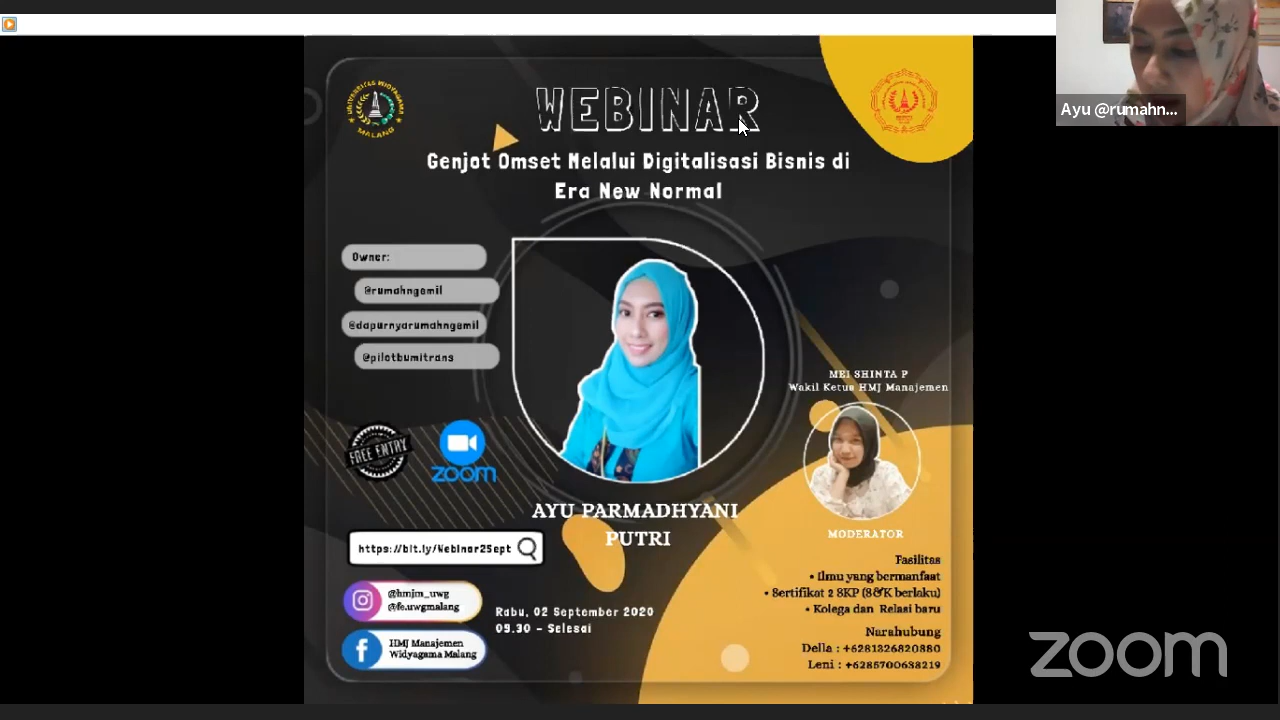 Ayu @rumahn...
UNIVERSITAS WIDYAGAMA
MALANG
WEBINAR
Genjot Omset Melalui Digitalisasi Bisnis di
Era New Normal
Owner:
@rumahngemil
@dapurnyarumahngemil
@pilotbumitrans
MEI SHINTA P
Wakil Ketua HMJ Manajemen
FREE ENTRY
zoom
AYU PARMADHYANI
PUTRI
MODERATOR
https://bit.ly/Webinar2Sept
Fasilitas
• Ilmu yang bermanfaat
• Sertifikat 2 SKP (S&K berlaku)
• Kolega dan Relasi baru
@hmjm_uwg
@fe.uwgmalang
Rabu, 02 September 2020
09.30 - Selesai
Narahubung
Della : +6281326820880
Leni : +6285700638219
HMJ Manajemen
Widyagama Malang
zoom